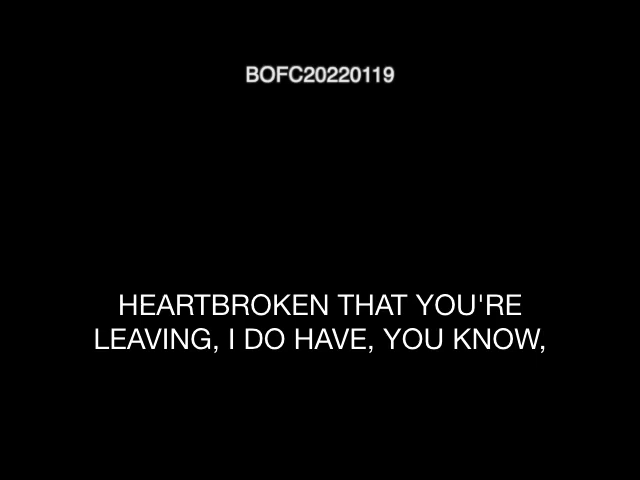 BOFC20220119
HEARTBROKEN THAT YOU'RE
LEAVING, I DO HAVE, YOU KNOW,